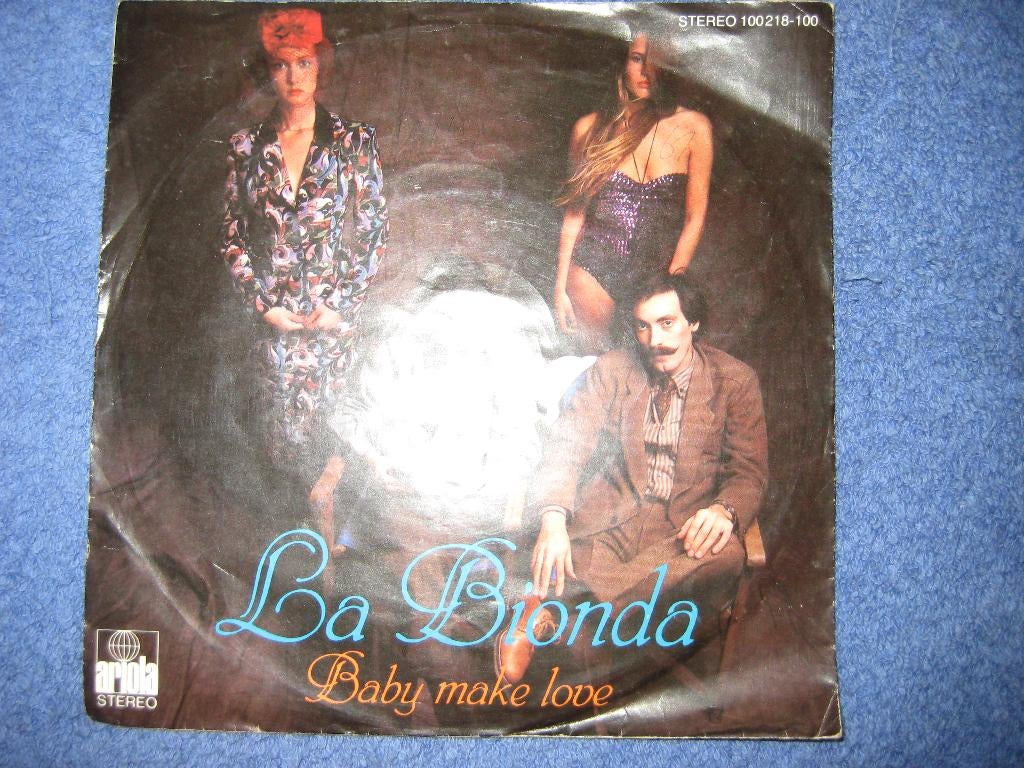 STEREO 100218-100
La Bionda
Baby make love
ariola
STEREO